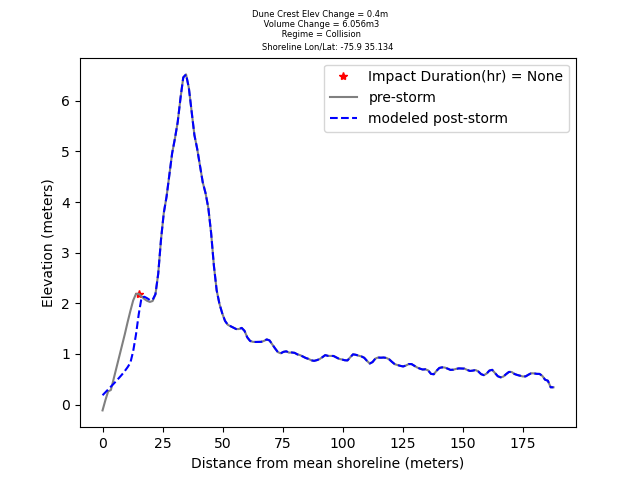 Dune Crest Elev Change = 0.4m
Volume Change = 6.056m3
Regime = Collision
Shoreline Lon/Lat: -75.9 35.134
Impact Duration(hr) = None
pre-storm
modeled post-storm
Elevation (meters)
6
5
4
3
2
1
0
0 25 50 75 100 125 150 175
Distance from mean shoreline (meters)